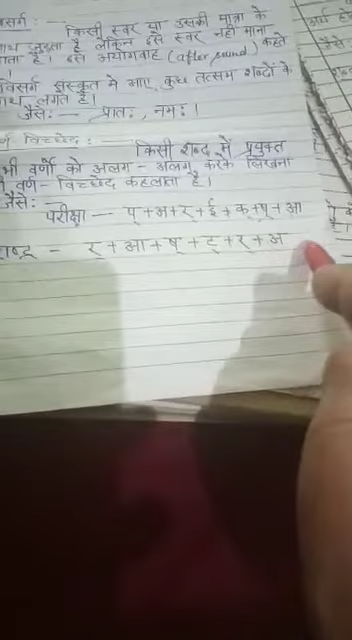 विसर्ग : —
किसी स्वर या उसकी मात्रा के
साथ जुड़ता है लेकिन इसे स्वर नहीं माना
जाता है। इसे अयोगवाह (after sound) कहते
विसर्ग संस्कृत मे आए, कुछ तत्सम शब्दों के
साथ लगते है।
जैसे: — प्रातः, नमः।
वर्ण विच्छेद : —
किसी शब्द में प्रयुक्त
सभी वर्णों को अलग - अलग करके लिखना
वर्ण - विच्छेद कहलाता है।
जैसे: —
परीक्षा — प् + अ + र् + ई + क् + ष् + आ
राष्ट्र — र् + आ + ष् + ट् + र् + अ